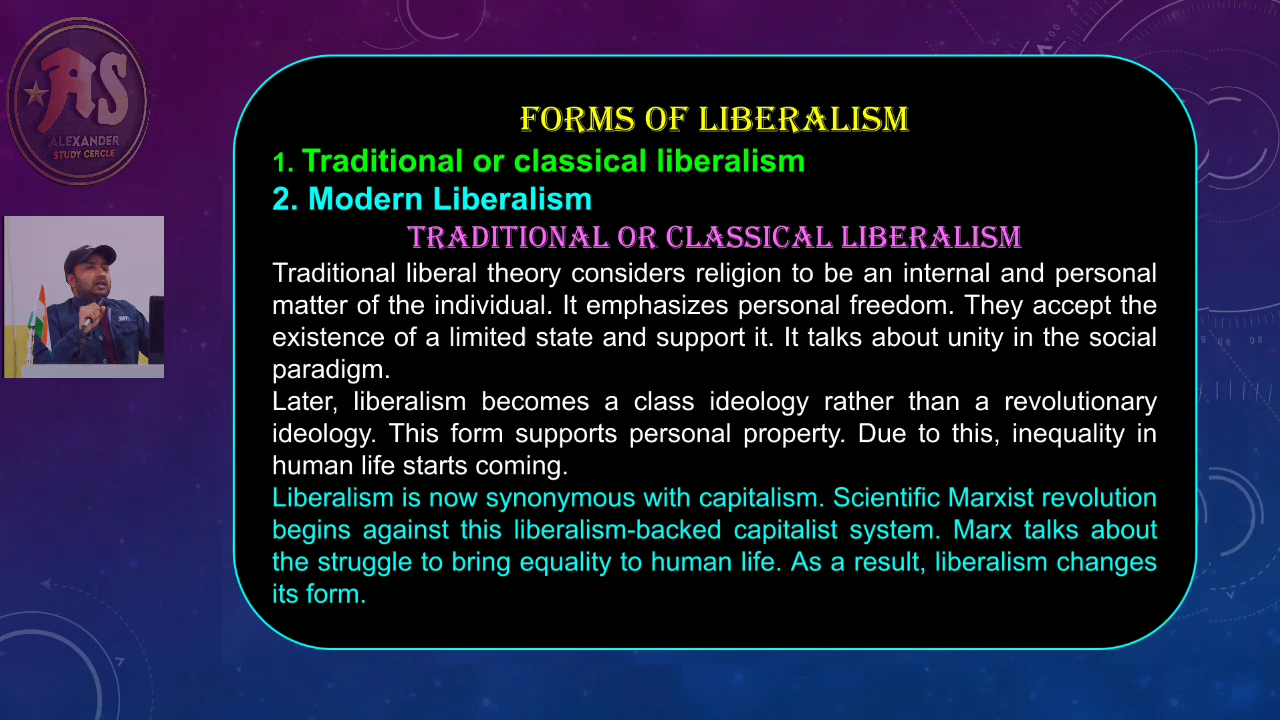 AS
ALEXANDER
STUDY CERCLE
FORMS OF LIBERALISM
1. Traditional or classical liberalism
2. Modern Liberalism
TRADITIONAL OR CLASSICAL LIBERALISM
Traditional liberal theory considers religion to be an internal and personal
matter of the individual. It emphasizes personal freedom. They accept the
existence of a limited state and support it. It talks about unity in the social
paradigm.
Later, liberalism becomes a class ideology rather than a revolutionary
ideology. This form supports personal property. Due to this, inequality in
human life starts coming.
Liberalism is now synonymous with capitalism. Scientific Marxist revolution
begins against this liberalism-backed capitalist system. Marx talks about
the struggle to bring equality to human life. As a result, liberalism changes
its form.